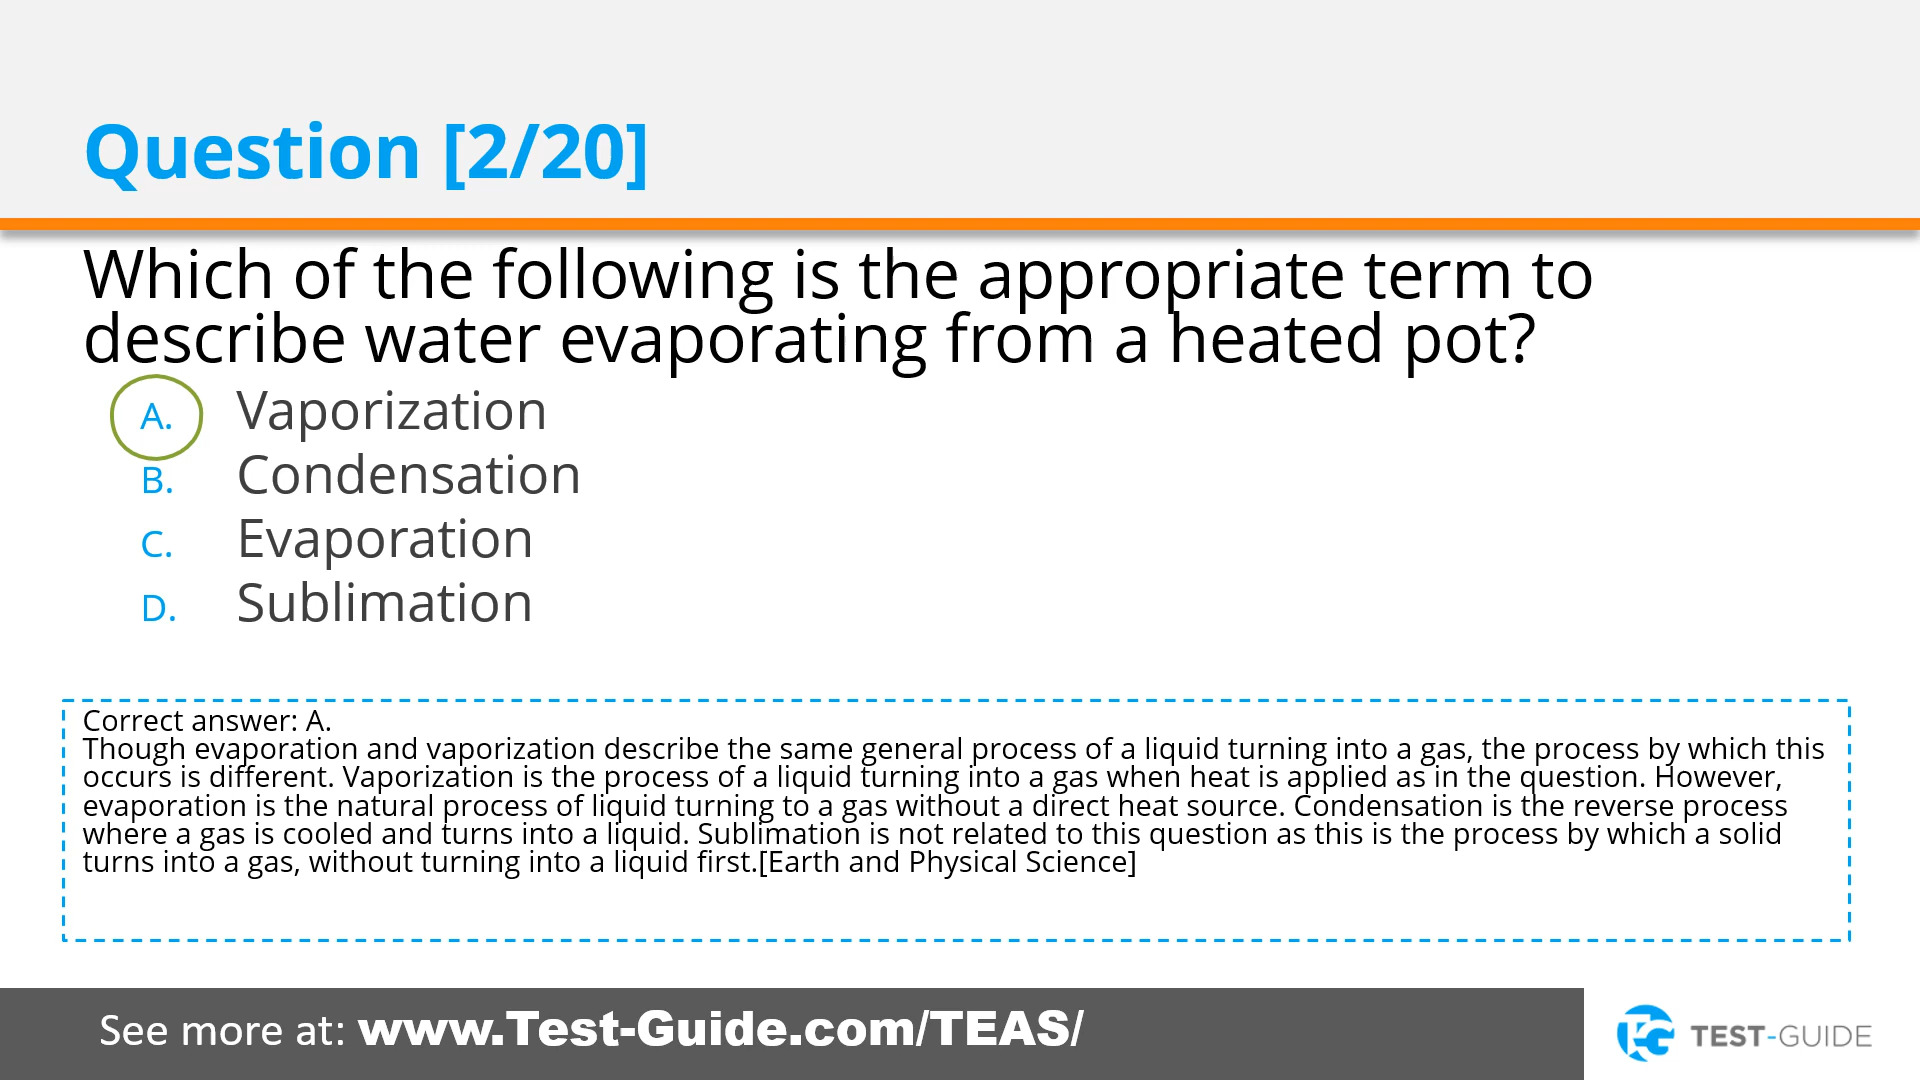 Question [2/20]
Which of the following is the appropriate term to
describe water evaporating from a heated pot?
A. Vaporization
B. Condensation
C. Evaporation
D. Sublimation
Correct answer: A.
Though evaporation and vaporization describe the same general process of a liquid turning into a gas, the process by which this
occurs is different. Vaporization is the process of a liquid turning into a gas when heat is applied as in the question. However,
evaporation is the natural process of liquid turning to a gas without a direct heat source. Condensation is the reverse process
where a gas is cooled and turns into a liquid. Sublimation is not related to this question as this is the process by which a solid
turns into a gas, without turning into a liquid first.[Earth and Physical Science]
See more at: www.Test-Guide.com/TEAS/
TEST-GUIDE